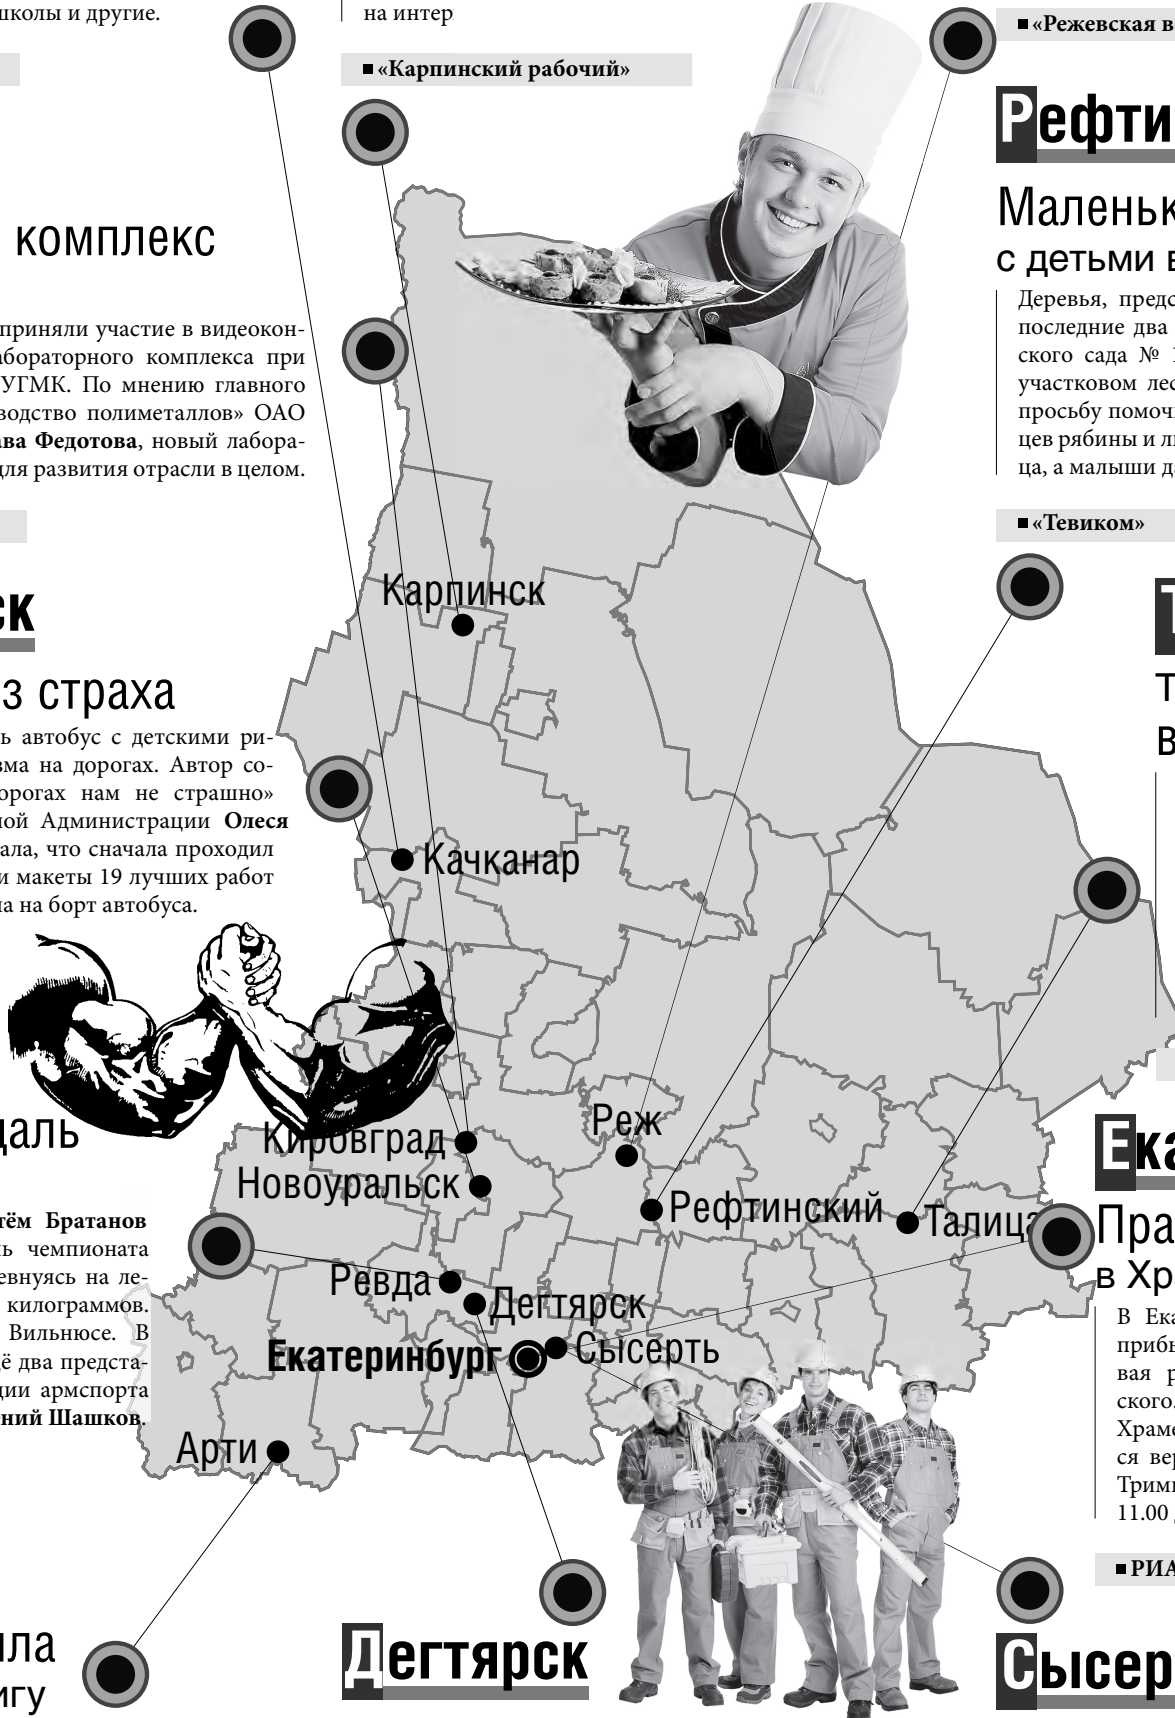 школы и другие.
комплекс
приняли участие в видеокон-
абораторного комплекса при
УГМК. По мнению главного
водство полиметаллов» ОАО
ава Федотова, новый лабора-
для развития отрасли в целом.
ск
з страха
ь автобус с детскими ри-
зма на дорогах. Автор со-
орогах нам не страшно»
ной Администрации Олеся
ала, что сначала проходил
и макеты 19 лучших работ
на на борт автобуса.
даль
тём Братанов
ь чемпионата
евнуясь на ле-
килограммов.
Вильнюсе. В
ё два предста-
ции армспорта
ений Шашков.
ила
игу
на интер
«Карпинский рабочий»
Карпинск
Качканар
Кировград
Новоуральск
Реж
Рефтинский
Талица
Ревда
Дегтярск
Екатеринбург
Сысерть
Арти
Дегтярск
«Режевская в
Рефти
Маленьк
с детьми в
Деревья, предс
последние два
ского сада №
участковом лес
просьбу помочь
цев рябины и ли
ца, а малыши д
«Тевиком»
Т
в
Ека
Пра
в Хр
В Ека
прибы
вая р
ского.
Храме
ся вер
Трими
11.00
РИА
Сысер